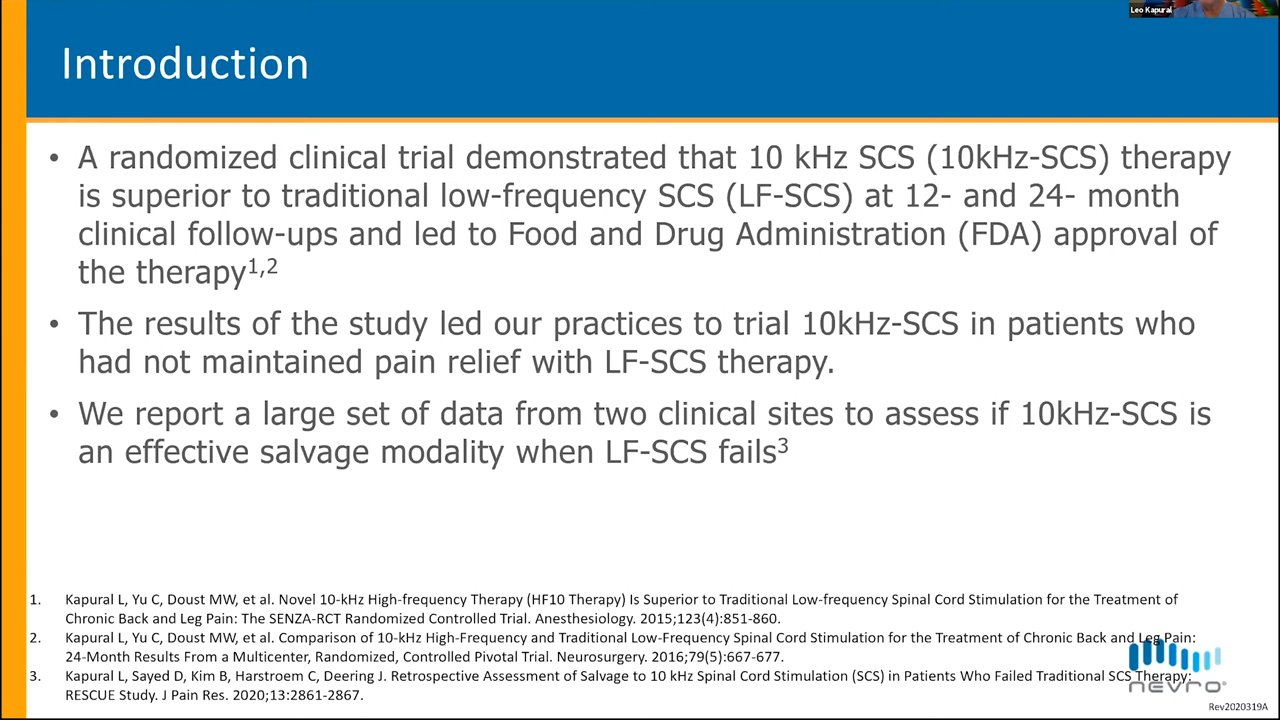 Leo Kapural
Introduction
• A randomized clinical trial demonstrated that 10 kHz SCS (10kHz-SCS) therapy
is superior to traditional low-frequency SCS (LF-SCS) at 12- and 24- month
clinical follow-ups and led to Food and Drug Administration (FDA) approval of
the therapy1,2
• The results of the study led our practices to trial 10kHz-SCS in patients who
had not maintained pain relief with LF-SCS therapy.
• We report a large set of data from two clinical sites to assess if 10kHz-SCS is
an effective salvage modality when LF-SCS fails3
1. Kapural L, Yu C, Doust MW, et al. Novel 10-kHz High-frequency Therapy (HF10 Therapy) Is Superior to Traditional Low-frequency Spinal Cord Stimulation for the Treatment of
Chronic Back and Leg Pain: The SENZA-RCT Randomized Controlled Trial. Anesthesiology. 2015;123(4):851-860.
2. Kapural L, Yu C, Doust MW, et al. Comparison of 10-kHz High-Frequency and Traditional Low-Frequency Spinal Cord Stimulation for the Treatment of Chronic Back and Leg Pain:
24-Month Results From a Multicenter, Randomized, Controlled Pivotal Trial. Neurosurgery. 2016;79(5):667-677.
3. Kapural L, Sayed D, Kim B, Harstroem C, Deering J. Retrospective Assessment of Salvage to 10 kHz Spinal Cord Stimulation (SCS) in Patients Who Failed Traditional SCS Therapy:
RESCUE Study. J Pain Res. 2020;13:2861-2867.
nevro®
Rev2020319A